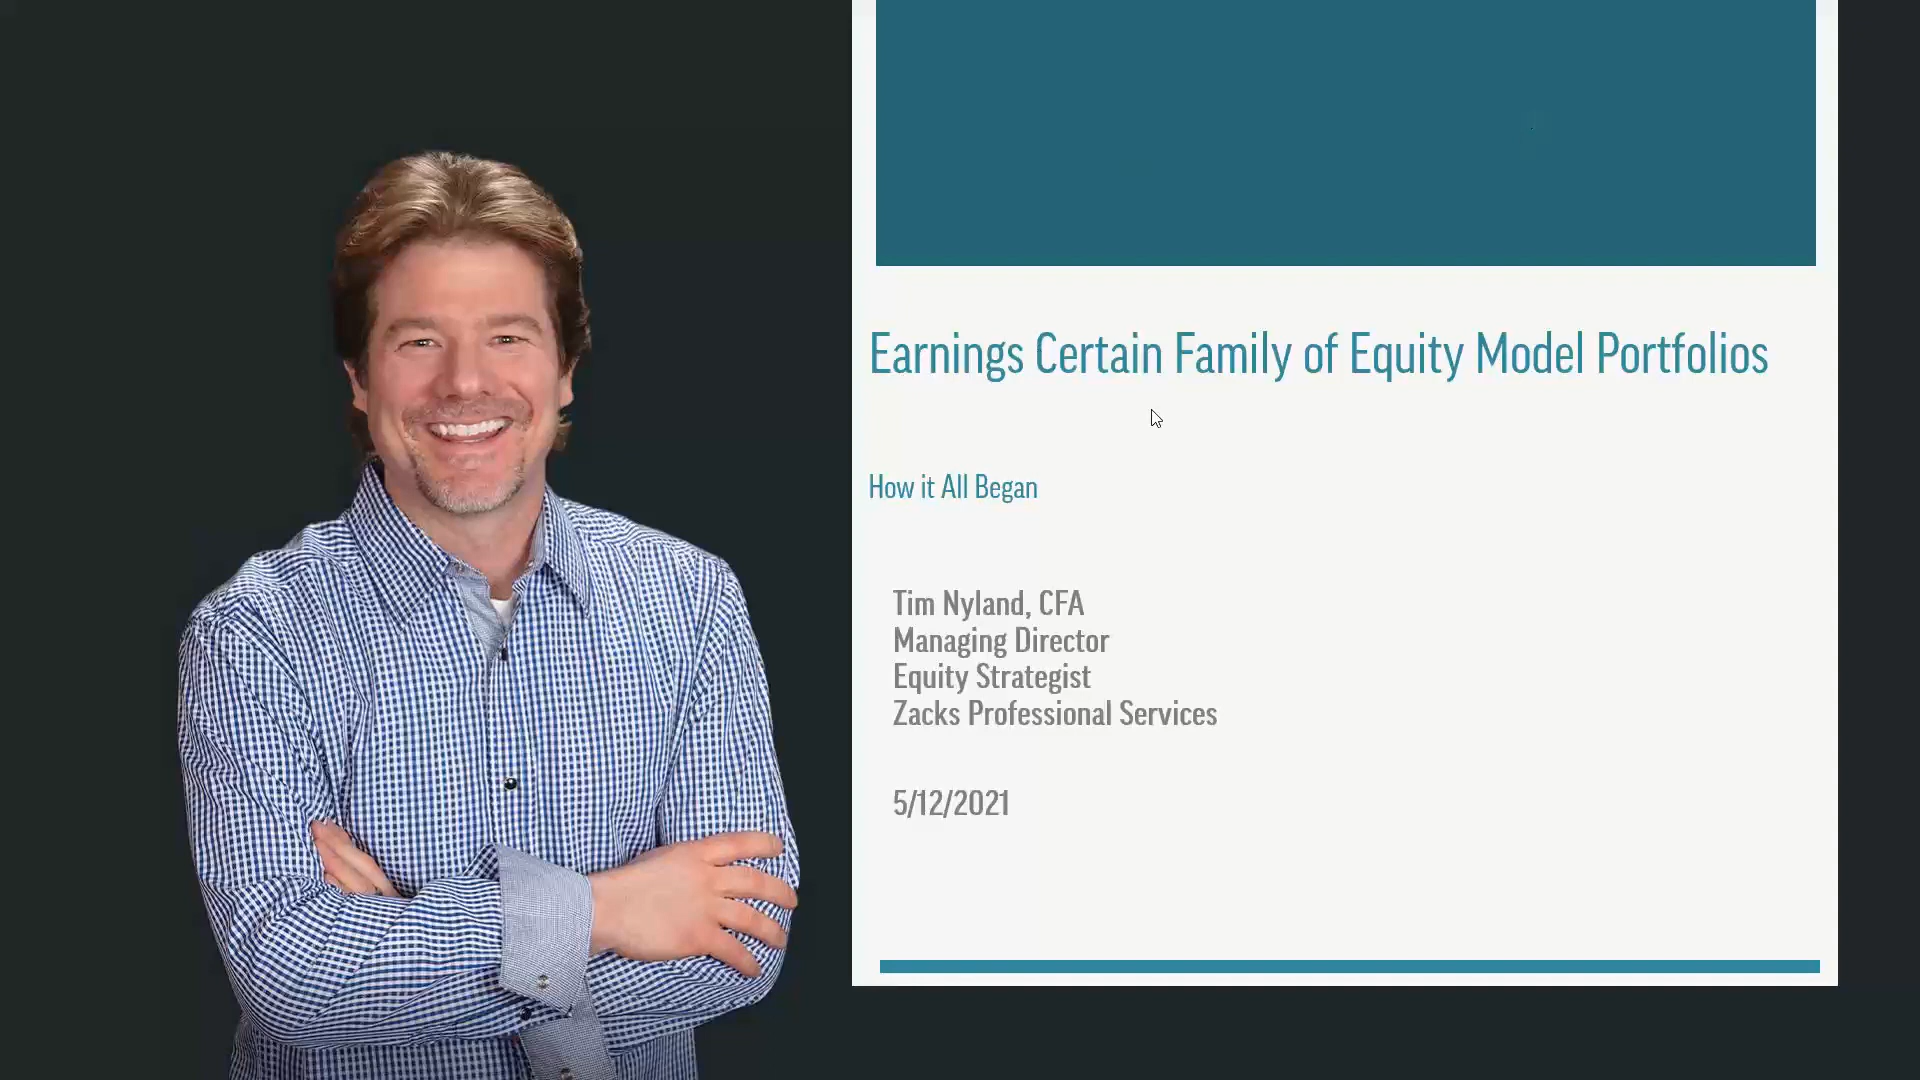 Earnings Certain Family of Equity Model Portfolios
How it All Began
Tim Nyland, CFA
Managing Director
Equity Strategist
Zacks Professional Services
5/12/2021